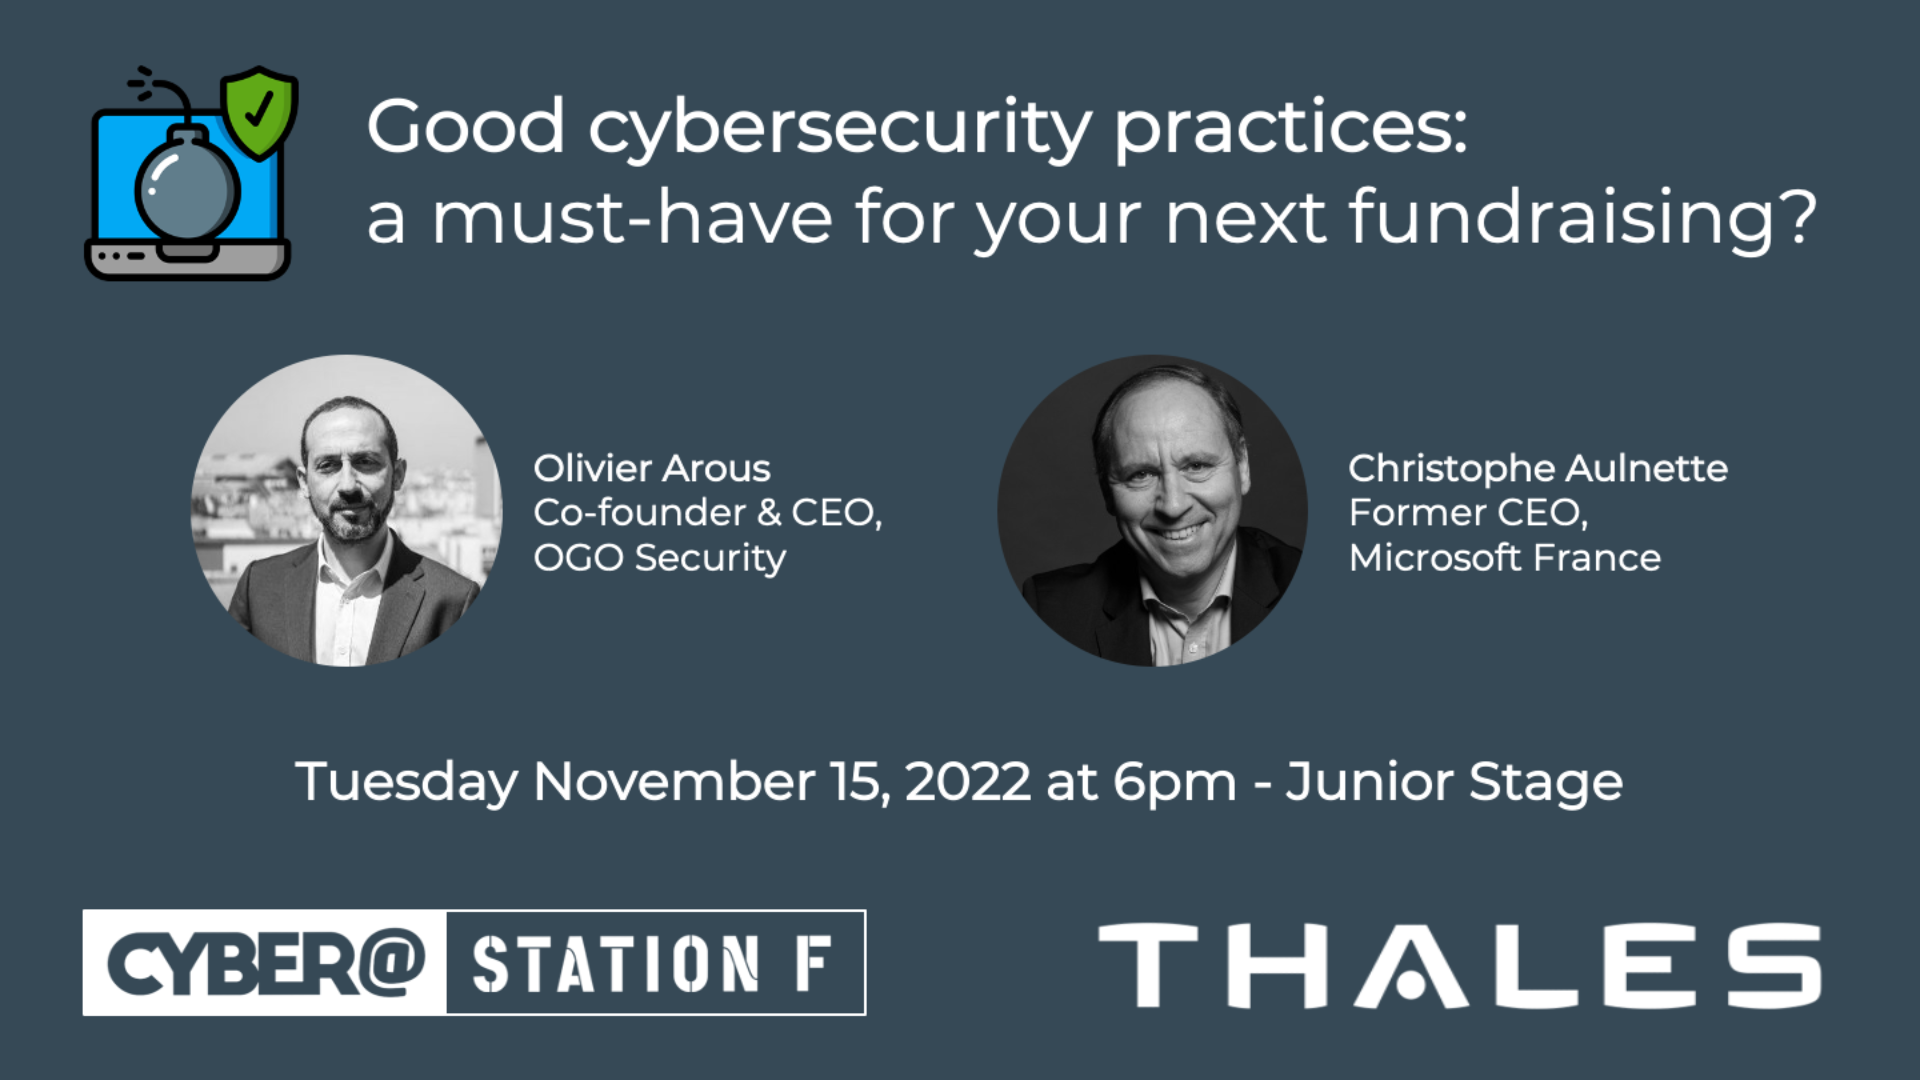 Good cybersecurity practices:
a must-have for your next fundraising?
Olivier Arous
Co-founder & CEO,
OGO Security
Christophe Aulnette
Former CEO,
Microsoft France
Tuesday November 15, 2022 at 6pm - Junior Stage
CYBER@ STATION F
THALES